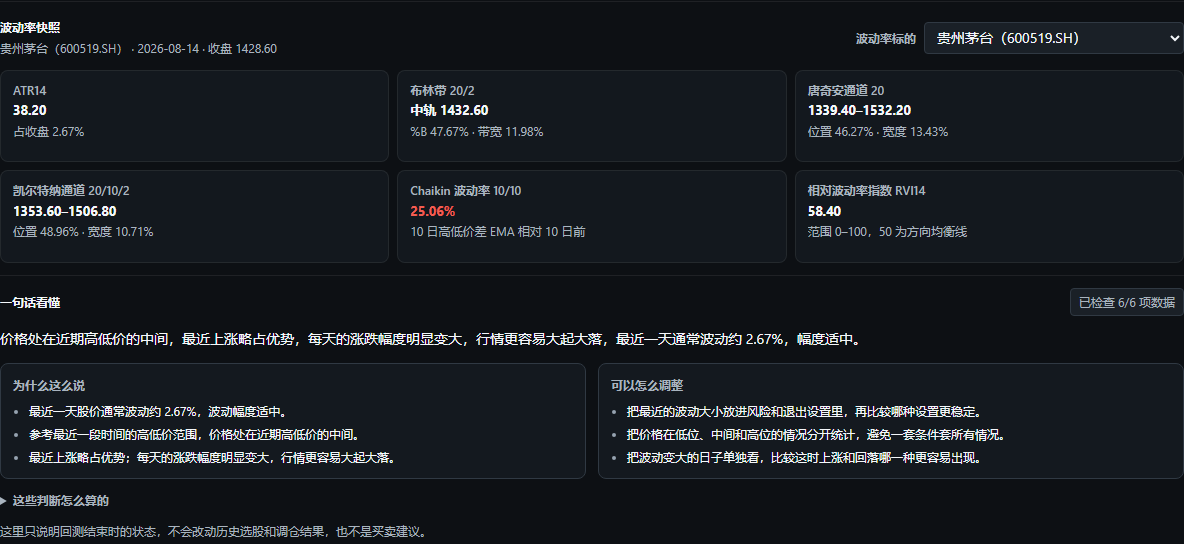 波动率快照
贵州茅台（600519.SH） · 2026-08-14 · 收盘 1428.60
波动率标的
贵州茅台（600519.SH）
ATR14
38.20
占收盘 2.67%
布林带 20/2
中轨 1432.60
%B 47.67% · 带宽 11.98%
唐奇安通道 20
1339.40–1532.20
位置 46.27% · 宽度 13.43%
凯尔特纳通道 20/10/2
1353.60–1506.80
位置 48.96% · 宽度 10.71%
Chaikin 波动率 10/10
25.06%
10 日高低价差 EMA 相对 10 日前
相对波动率指数 RVI14
58.40
范围 0–100，50 为方向均衡线
一句话看懂
已检查 6/6 项数据
价格处在近期高低价的中间，最近上涨略占优势，每天的涨跌幅度明显变大，行情更容易大起大落，最近一天通常波动约 2.67%，幅度适中。
为什么这么说
• 最近一天股价通常波动约 2.67%，波动幅度适中。
• 参考最近一段时间的高低价范围，价格处在近期高低价的中间。
• 最近上涨略占优势；每天的涨跌幅度明显变大，行情更容易大起大落。
可以怎么调整
• 把最近的波动大小放进风险和退出设置里，再比较哪种设置更稳定。
• 把价格在低位、中间和高位的情况分开统计，避免一套条件套所有情况。
• 把波动变大的日子单独看，比较这时上涨和回落哪一种更容易出现。
▶ 这些判断怎么算的
这里只说明回测结束时的状态，不会改动历史选股和调仓结果，也不是买卖建议。